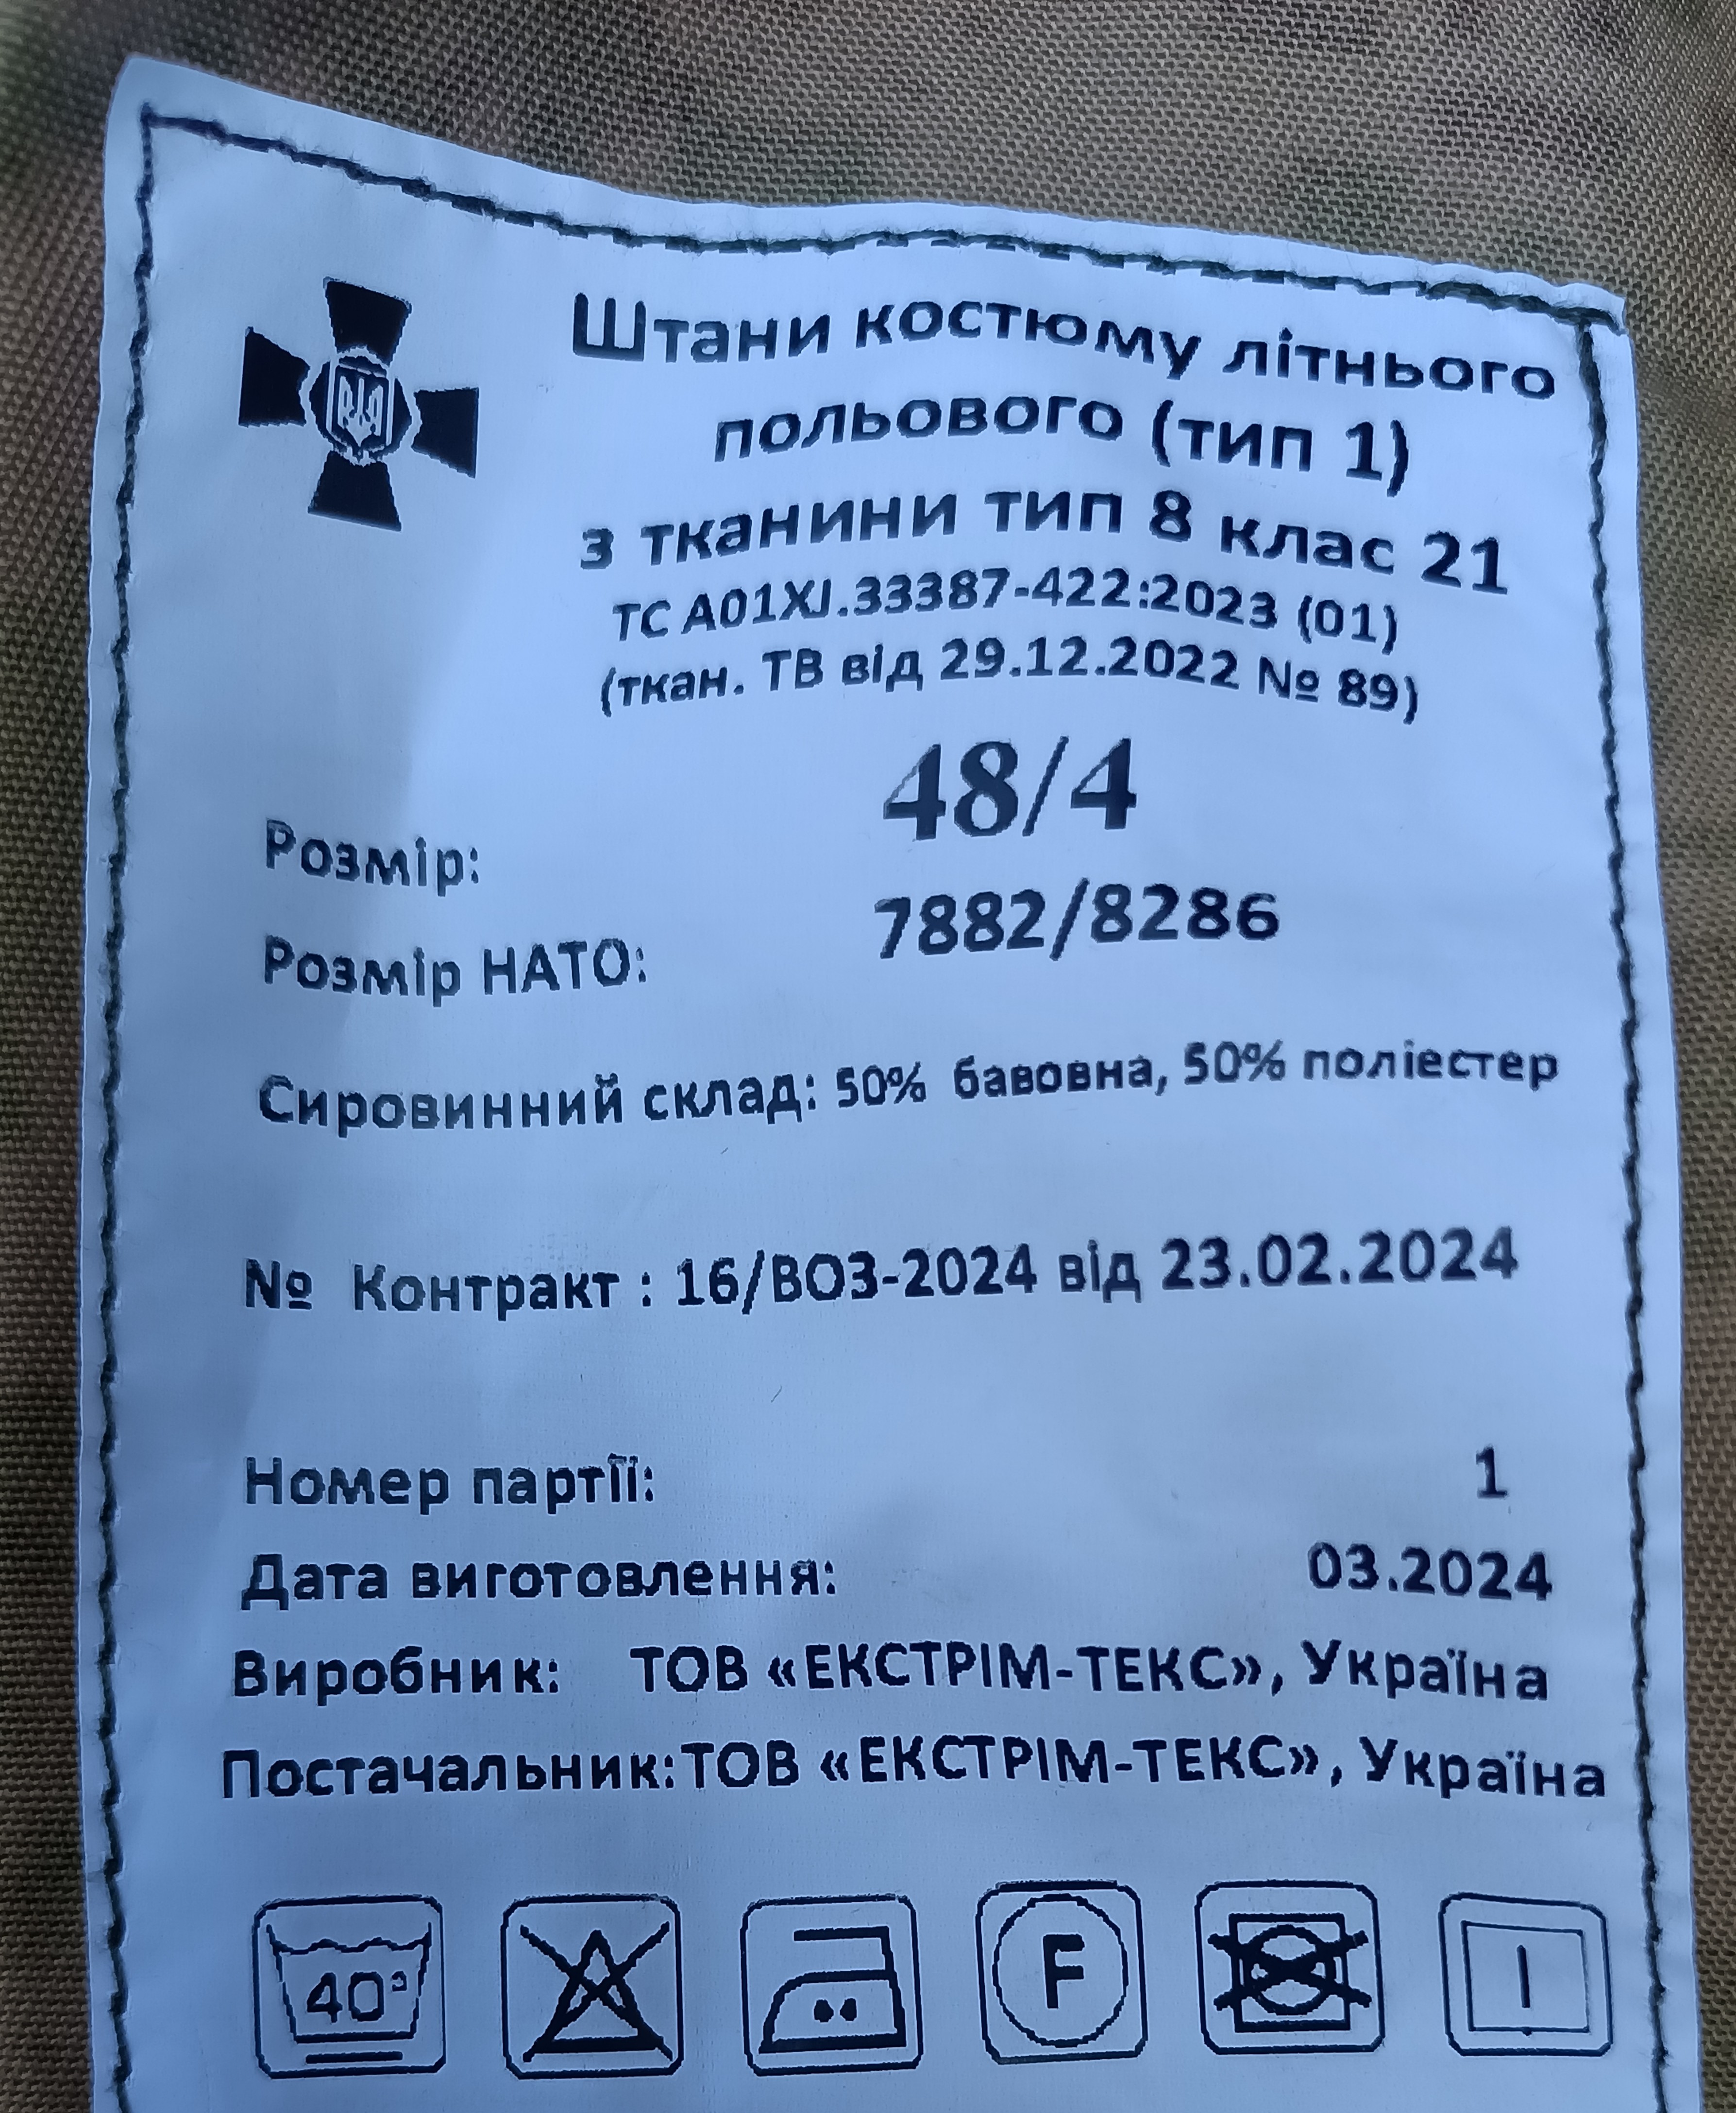 Штани костюму літнього
польового (тип 1)
з тканини тип 8 клас 21
ТС А01XJ.33387-422:2023 (01)
(ткан. ТВ від 29.12.2022 № 89)
Розмір: 48/4
Розмір НАТО: 7882/8286
Сировинний склад: 50% бавовна, 50% поліестер
№ Контракт : 16/ВОЗ-2024 від 23.02.2024
Номер партії: 1
Дата виготовлення: 03.2024
Виробник: ТОВ «ЕКСТРІМ-ТЕКС», Україна
Постачальник:ТОВ «ЕКСТРІМ-ТЕКС», Україна
40° F